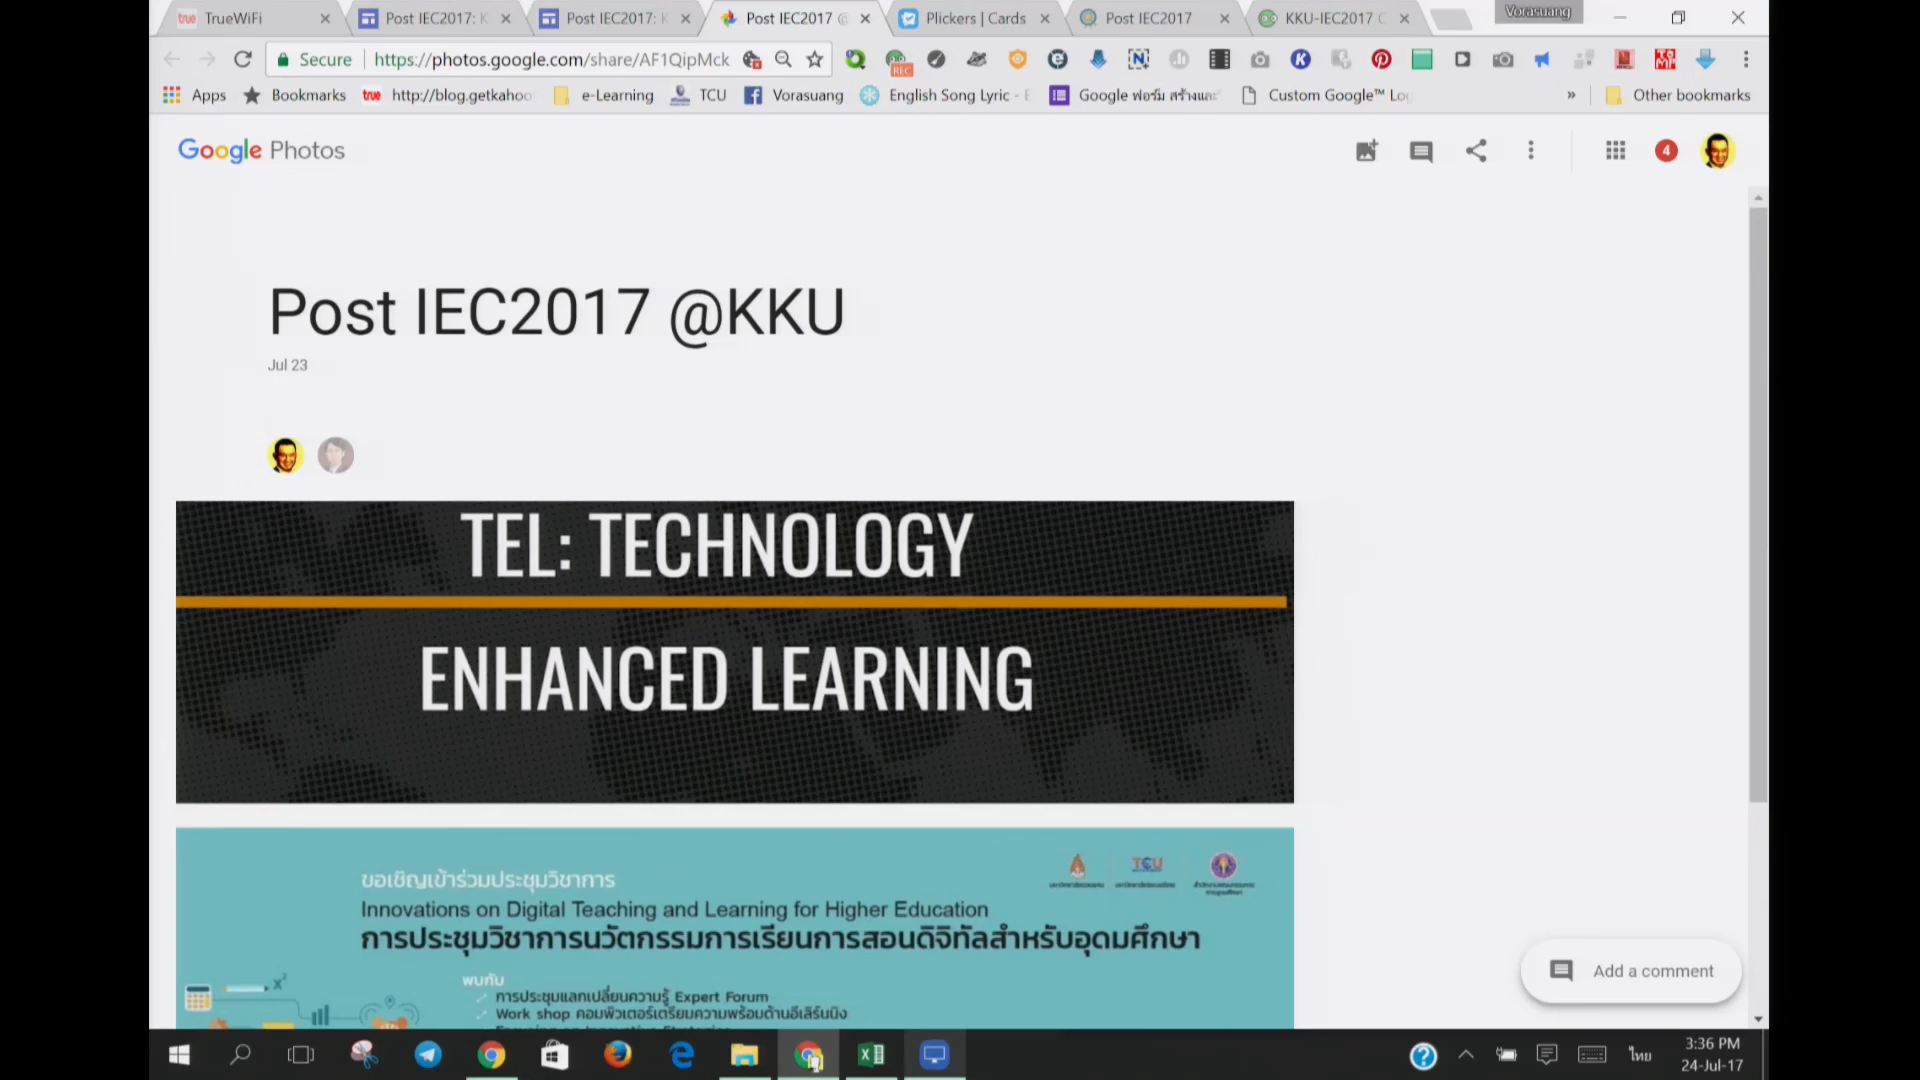 TrueWiFi
Post IEC2017: K
Post IEC2017: K
Post IEC2017 @
Plickers | Cards
Post IEC2017
KKU-IEC2017 C
Vorasuang
Secure
https://photos.google.com/share/AF1QipMck
Apps
Bookmarks
true
http://blog.getkahoo
e-Learning
TCU
Vorasuang
English Song Lyric - E
Google ฟอร์ม สร้างและ
Custom Google™ Log
»
Other bookmarks
Google Photos
4
Post IEC2017 @KKU
Jul 23
TEL: TECHNOLOGY
ENHANCED LEARNING
ขอเชิญเข้าร่วมประชุมวิชาการ
TCU
Innovations on Digital Teaching and Learning for Higher Education
การประชุมวิชาการนวัตกรรมการเรียนการสอนดิจิทัลสำหรับอุดมศึกษา
พบกับ
การประชุมแลกเปลี่ยนความรู้ Expert Forum
Work shop คอมพิวเตอร์เตรียมความพร้อมด้านอีเลิร์นนิง
Add a comment
ไทย
3:36 PM
24-Jul-17